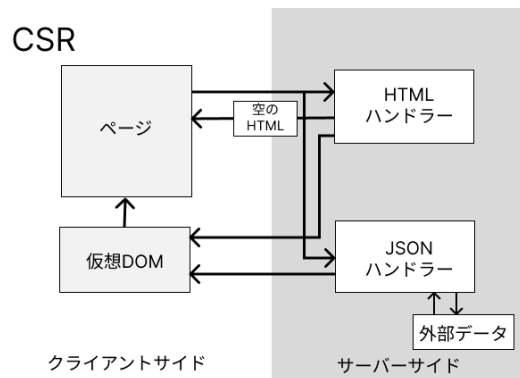 CSR
ページ
空の
HTML
HTML
ハンドラー
仮想DOM
JSON
ハンドラー
外部データ
クライアントサイド
サーバーサイド